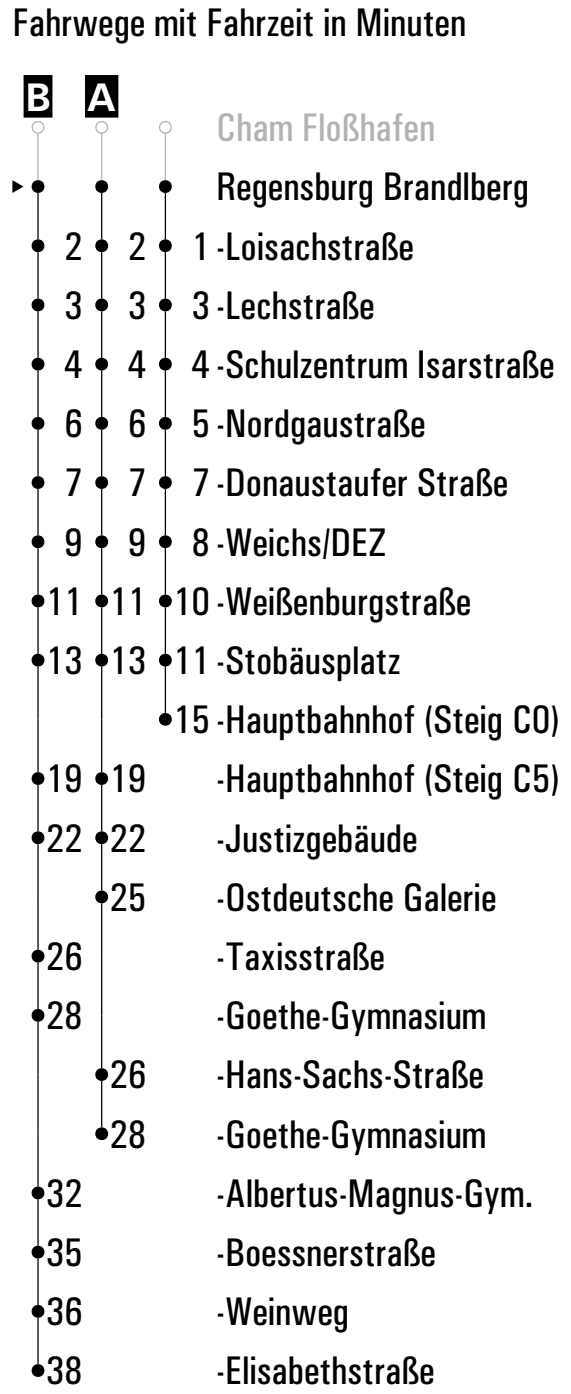 Fahrwege mit Fahrzeit in Minuten
B A
Cham Floßhafen
Regensburg Brandlberg
2 2 1 -Loisachstraße
3 3 3 -Lechstraße
4 4 4 -Schulzentrum Isarstraße
6 6 5 -Nordgaustraße
7 7 7 -Donaustaufer Straße
9 9 8 -Weichs/DEZ
11 11 10 -Weißenburgstraße
13 13 11 -Stobäusplatz
15 -Hauptbahnhof (Steig C0)
19 19 -Hauptbahnhof (Steig C5)
22 22 -Justizgebäude
25 -Ostdeutsche Galerie
26 -Taxisstraße
28 -Goethe-Gymnasium
26 -Hans-Sachs-Straße
28 -Goethe-Gymnasium
32 -Albertus-Magnus-Gym.
35 -Boessnerstraße
36 -Weinweg
38 -Elisabethstraße